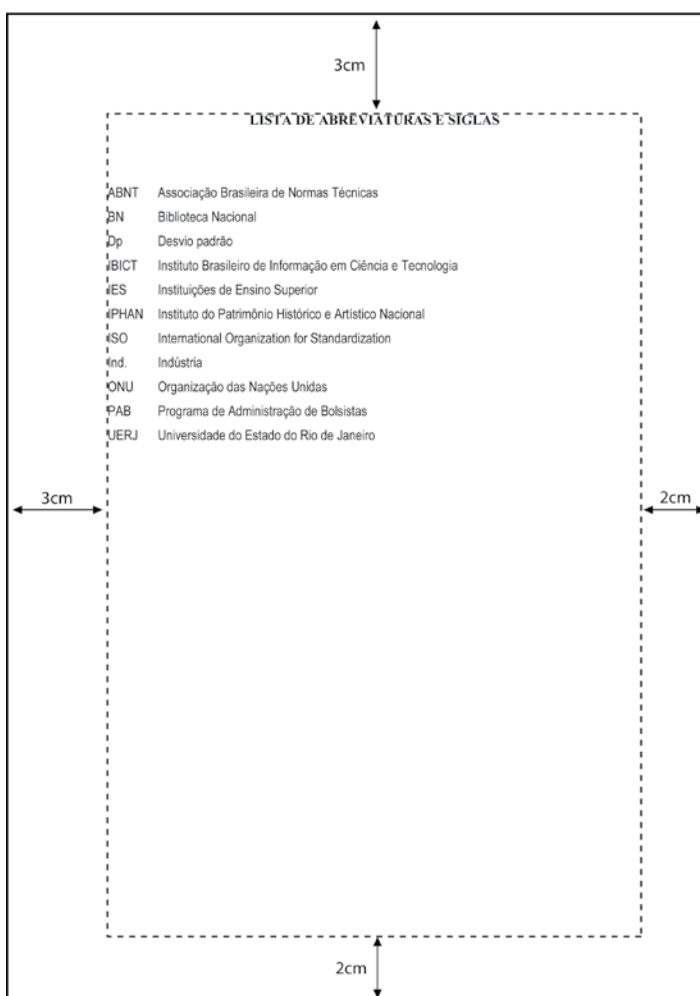 3cm
LISTA DE ABREVIATURAS E SIGLAS
ABNT Associação Brasileira de Normas Técnicas
BN Biblioteca Nacional
Dp Desvio padrão
IBICT Instituto Brasileiro de Informação em Ciência e Tecnologia
IES Instituições de Ensino Superior
IPHAN Instituto do Patrimônio Histórico e Artístico Nacional
ISO International Organization for Standardization
Ind. Indústria
ONU Organização das Nações Unidas
PAB Programa de Administração de Bolsistas
UERJ Universidade do Estado do Rio de Janeiro
3cm
2cm
2cm